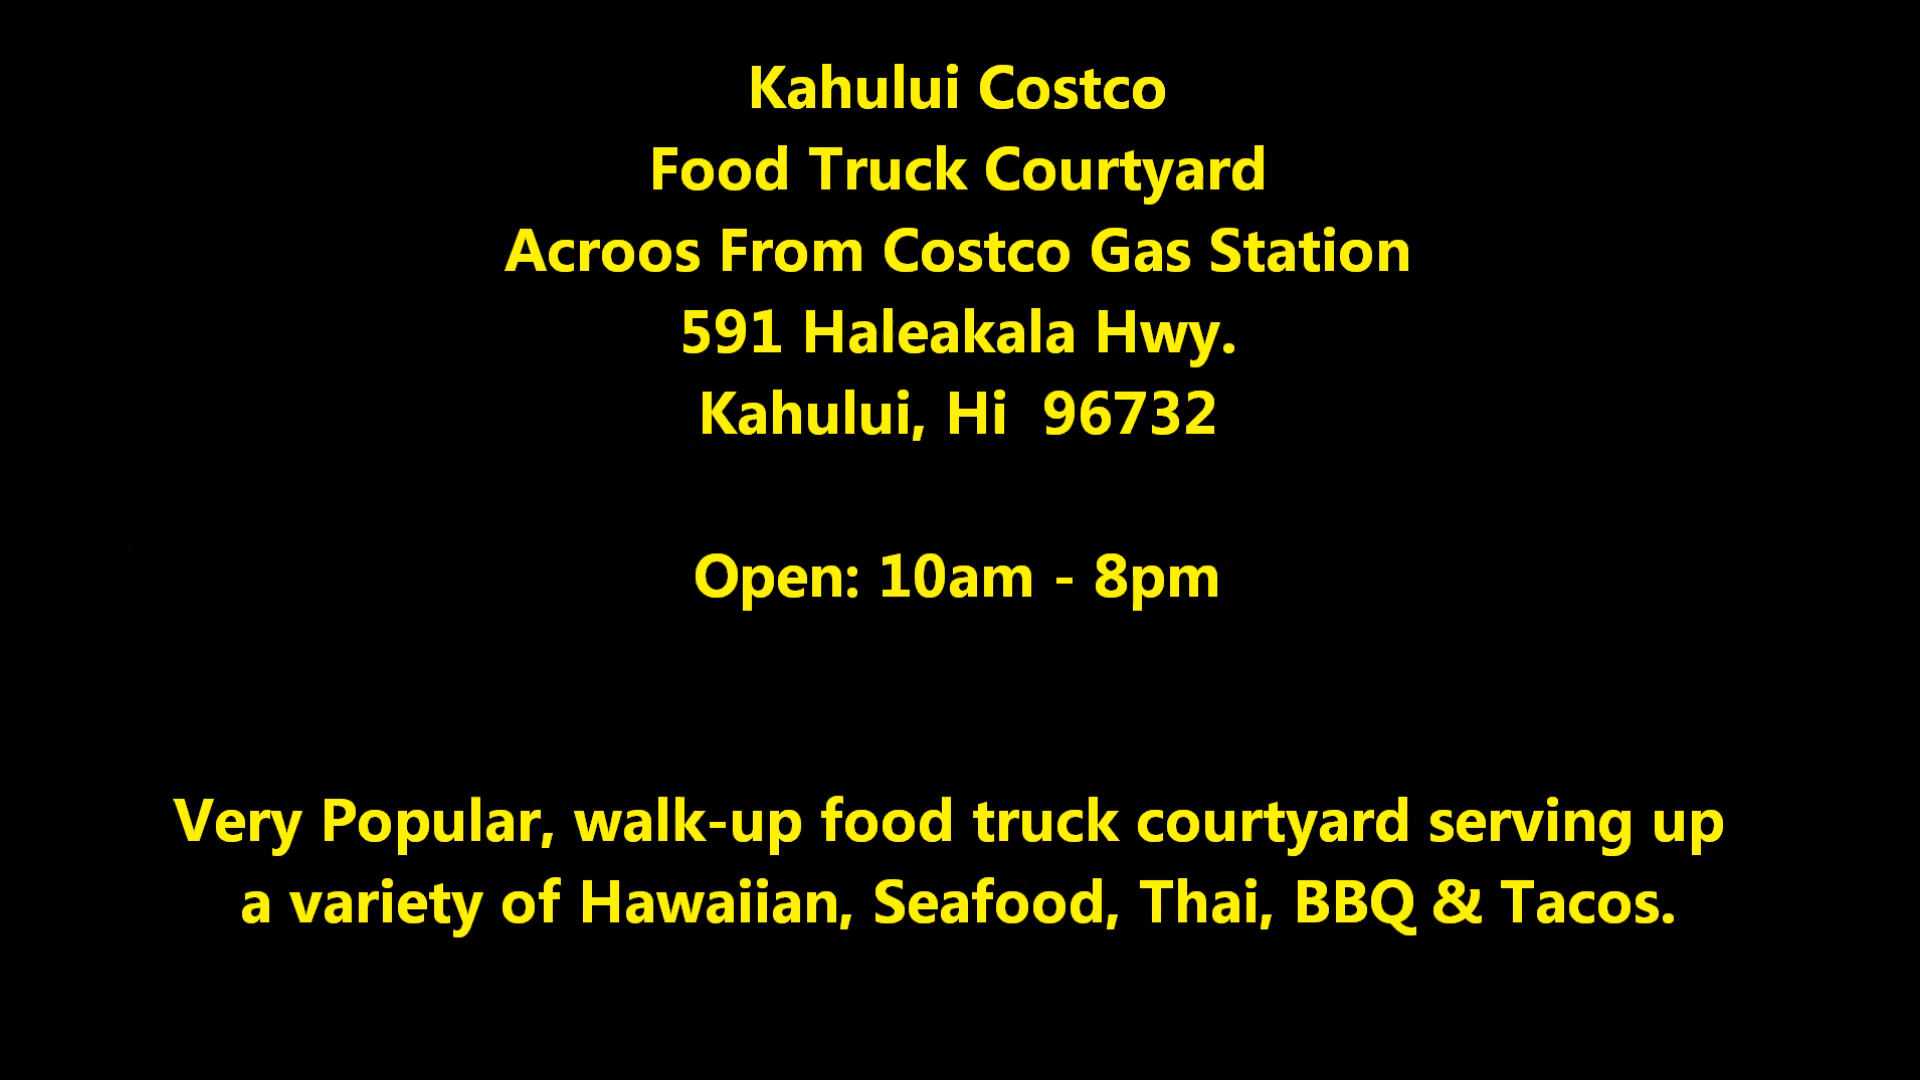 Kahului Costco
Food Truck Courtyard
Acroos From Costco Gas Station
591 Haleakala Hwy.
Kahului, Hi  96732
Open: 10am - 8pm
Very Popular, walk-up food truck courtyard serving up
a variety of Hawaiian, Seafood, Thai, BBQ & Tacos.